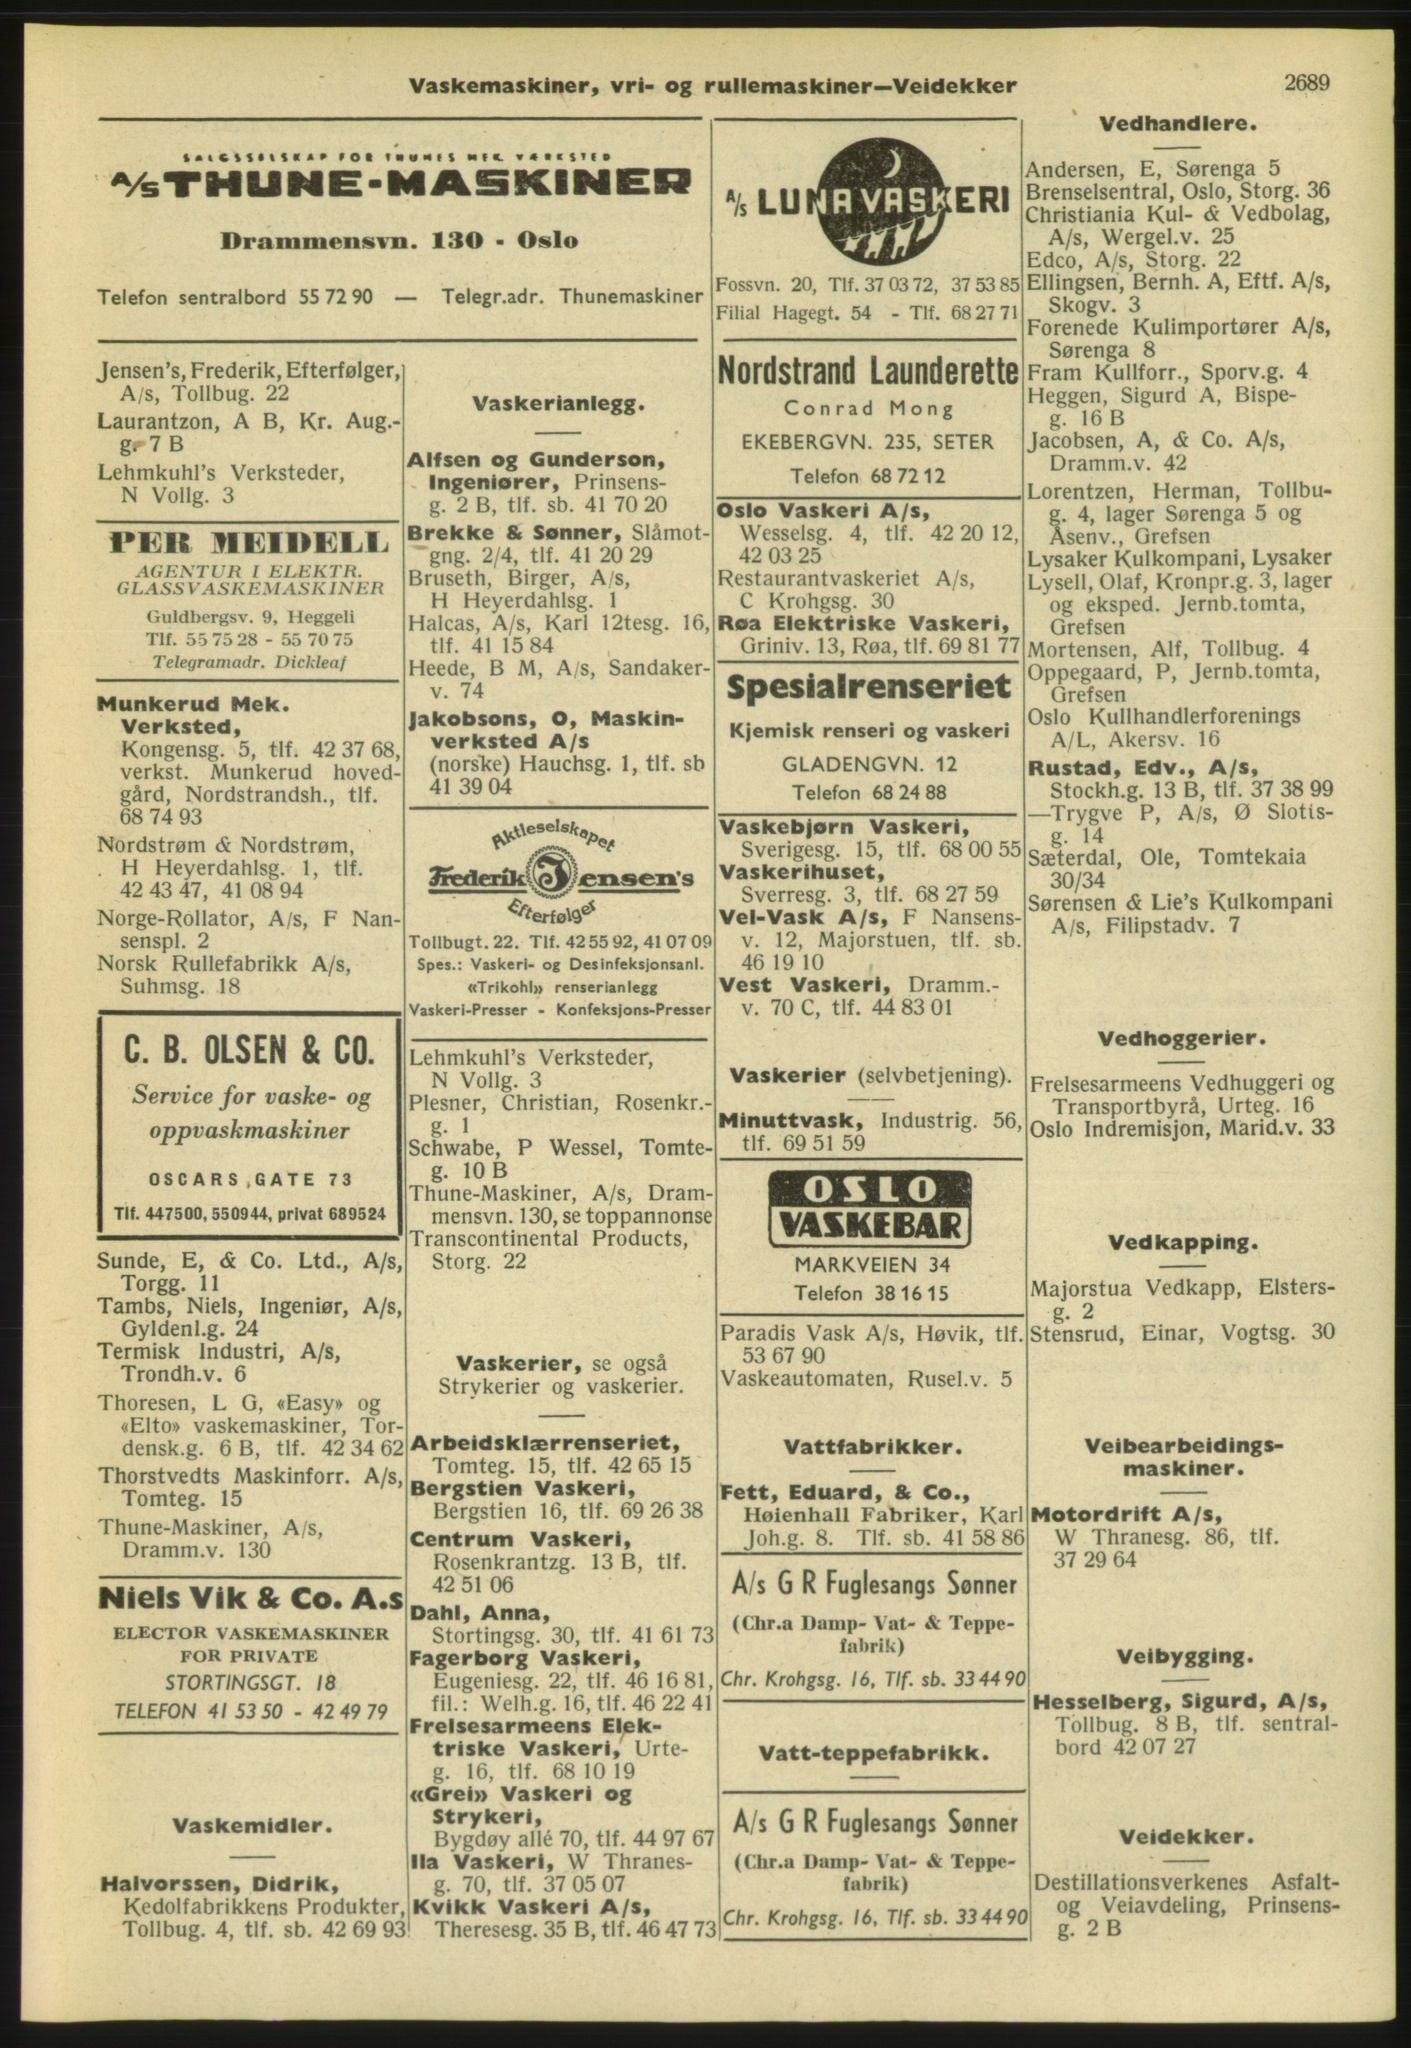 Vaskemaskiner, vri- og rullemaskiner—Veidekker
2689
SALGSSELSKAP FOR THUNES MEK. VÆRKSTED
A/S THUNE-MASKINER
Drammensvn. 130 - Oslo
Telefon sentralbord 55 72 90 — Telegr.adr. Thunemaskiner
Jensen's, Frederik, Efterfølger,
A/s, Tollbug. 22
Laurantzon, A B, Kr. Aug.-
g. 7 B
Lehmkuhl's Verksteder,
N Vollg. 3
PER MEIDELL
AGENTUR I ELEKTR.
GLASSVASKEMASKINER
Guldbergsv. 9, Heggeli
Tlf. 55 75 28 - 55 70 75
Telegramadr. Dickleaf
Munkerud Mek.
Verksted,
Kongensg. 5, tlf. 42 37 68,
verkst. Munkerud hoved-
gård, Nordstrandsh., tlf.
68 74 93
Nordstrøm & Nordstrøm,
H Heyerdahlsg. 1, tlf.
42 43 47, 41 08 94
Norge-Rollator, A/s, F Nan-
senspl. 2
Norsk Rullefabrikk A/s,
Suhmsg. 18
C. B. OLSEN & CO.
Service for vaske- og
oppvaskmaskiner
OSCARS GATE 73
Tlf. 447500, 550944, privat 689524
Sunde, E, & Co. Ltd., A/s,
Torgg. 11
Tambs, Niels, Ingeniør, A/s,
Gyldenl.g. 24
Termisk Industri, A/s,
Trondh.v. 6
Thoresen, L G, «Easy» og
«Elto» vaskemaskiner, Tor-
densk.g. 6 B, tlf. 42 34 62
Thorstvedts Maskinforr. A/s,
Tomteg. 15
Thune-Maskiner, A/s,
Dramm.v. 130
Niels Vik & Co. A.s
ELECTOR VASKEMASKINER
FOR PRIVATE
STORTINGSGT. 18
TELEFON 41 53 50 - 42 49 79
Vaskemidler.
Halvorssen, Didrik,
Kedolfabrikkens Produkter,
Tollbug. 4, tlf. sb. 42 69 93
Vaskerianlegg.
Alfsen og Gunderson,
Ingeniører, Prinsens-
g. 2 B, tlf. sb. 41 70 20
Brekke & Sønner, Slåmot-
gng. 2/4, tlf. 41 20 29
Bruseth, Birger, A/s,
H Heyerdahlsg. 1
Halcas, A/s, Karl 12tesg. 16,
tlf. 41 15 84
Heede, B M, A/s, Sandaker-
v. 74
Jakobsons, O, Maskin-
verksted A/s
(norske) Hauchsg. 1, tlf. sb
41 39 04
Aktieselskapet
Frederik Jensen's
Efterfølger
Tollbugt. 22. Tlf. 42 55 92, 41 07 09
Spes.: Vaskeri- og Desinfeksjonsanl.
«Trikohl» renserianlegg
Vaskeri-Presser - Konfeksjons-Presser
Lehmkuhl's Verksteder,
N Vollg. 3
Plesner, Christian, Rosenkr.-
g. 1
Schwabe, P Wessel, Tomte-
g. 10 B
Thune-Maskiner, A/s, Dram-
mensvn. 130, se toppannonse
Transcontinental Products,
Storg. 22
Vaskerier, se også
Strykerier og vaskerier.
Arbeidsklærrenseriet,
Tomteg. 15, tlf. 42 65 15
Bergstien Vaskeri,
Bergstien 16, tlf. 69 26 38
Centrum Vaskeri,
Rosenkrantzg. 13 B, tlf.
42 51 06
Dahl, Anna,
Stortingsg. 30, tlf. 41 61 73
Fagerborg Vaskeri,
Eugeniesg. 22, tlf. 46 16 81,
fil.: Welh.g. 16, tlf. 46 22 41
Frelsesarmeens Elek-
triske Vaskeri, Urte-
g. 16, tlf. 68 10 19
«Grei» Vaskeri og
Strykeri,
Bygdøy allé 70, tlf. 44 97 67
Ila Vaskeri, W Thranes-
g. 70, tlf. 37 05 07
Kvikk Vaskeri A/s,
Theresesg. 35 B, tlf. 46 47 73
A/s LUNA VASKERI
Fossvn. 20, Tlf. 37 03 72, 37 53 85
Filial Hagegt. 54 - Tlf. 68 27 71
Nordstrand Launderette
Conrad Mong
EKEBERGVN. 235, SETER
Telefon 68 72 12
Oslo Vaskeri A/s,
Wesselsg. 4, tlf. 42 20 12,
42 03 25
Restaurantvaskeriet A/s,
C Krohgsg. 30
Røa Elektriske Vaskeri,
Griniv. 13, Røa, tlf. 69 81 77
Spesialrenseriet
Kjemisk renseri og vaskeri
GLADENGVN. 12
Telefon 68 24 88
Vaskebjørn Vaskeri,
Sverigesg. 15, tlf. 68 00 55
Vaskerihuset,
Sverresg. 3, tlf. 68 27 59
Vel-Vask A/s, F Nansens-
v. 12, Majorstuen, tlf. sb.
46 19 10
Vest Vaskeri, Dramm.-
v. 70 C, tlf. 44 83 01
Vaskerier (selvbetjening).
Minuttvask, Industrig. 56,
tlf. 69 51 59
OSLO
VASKEBAR
MARKVEIEN 34
Telefon 38 16 15
Paradis Vask A/s, Høvik, tlf.
53 67 90
Vaskeautomaten, Rusel.v. 5
Vattfabrikker.
Fett, Eduard, & Co.,
Høienhall Fabriker, Karl
Joh.g. 8. Tlf. sb. 41 58 86
A/s G R Fuglesangs Sønner
(Chr.a Damp- Vat- & Teppe-
fabrik)
Chr. Krohgsg. 16, Tlf. sb. 33 44 90
Vatt-teppefabrikk.
A/s G R Fuglesangs Sønner
(Chr.a Damp- Vat- & Teppe-
fabrik)
Chr. Krohgsg. 16, Tlf. sb. 33 44 90
Vedhandlere.
Andersen, E, Sørenga 5
Brenselsentral, Oslo, Storg. 36
Christiania Kul- & Vedbolag,
A/s, Wergel.v. 25
Edco, A/s, Storg. 22
Ellingsen, Bernh. A, Eftf. A/s,
Skogv. 3
Forenede Kulimportører A/s,
Sørenga 8
Fram Kullforr., Sporv.g. 4
Heggen, Sigurd A, Bispe-
g. 16 B
Jacobsen, A, & Co. A/s,
Dramm.v. 42
Lorentzen, Herman, Tollbu-
g. 4, lager Sørenga 5 og
Åsenv., Grefsen
Lysaker Kulkompani, Lysaker
Lysell, Olaf, Kronpr.g. 3, lager
og eksped. Jernb.tomta,
Grefsen
Mortensen, Alf, Tollbug. 4
Oppegaard, P, Jernb.tomta,
Grefsen
Oslo Kullhandlerforenings
A/L, Akersv. 16
Rustad, Edv., A/s,
Stockh.g. 13 B, tlf. 37 38 99
—Trygve P, A/s, Ø Slotts-
g. 14
Sæterdal, Ole, Tomtekaia
30/34
Sørensen & Lie's Kulkompani
A/s, Filipstadv. 7
Vedhoggerier.
Frelsesarmeens Vedhuggeri og
Transportbyrå, Urteg. 16
Oslo Indremisjon, Marid.v. 33
Vedkapping.
Majorstua Vedkapp, Elsters-
g. 2
Stensrud, Einar, Vogtsg. 30
Veibearbeidings-
maskiner.
Motordrift A/s,
W Thranesg. 86, tlf.
37 29 64
Veibygging.
Hesselberg, Sigurd, A/s,
Tollbug. 8 B, tlf. sentral-
bord 42 07 27
Veidekker.
Destillationsverkenes Asfalt-
og Veiavdeling, Prinsens-
g. 2 B